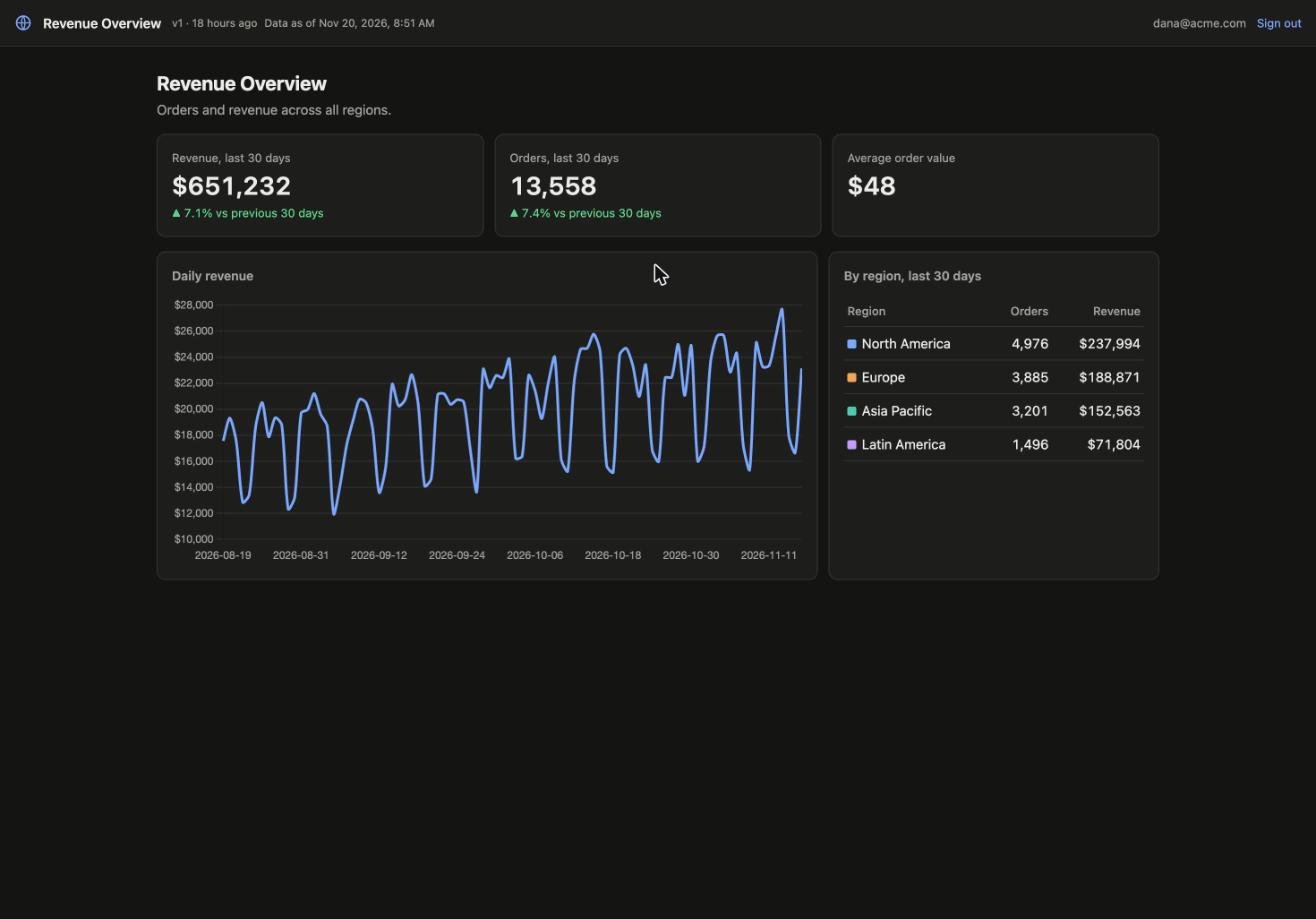 Revenue Overview v1 · 18 hours ago Data as of Nov 20, 2026, 8:51 AM
dana@acme.com Sign out
Revenue Overview
Orders and revenue across all regions.
Revenue, last 30 days
$651,232
▲ 7.1% vs previous 30 days
Orders, last 30 days
13,558
▲ 7.4% vs previous 30 days
Average order value
$48
Daily revenue
$28,000
$26,000
$24,000
$22,000
$20,000
$18,000
$16,000
$14,000
$12,000
$10,000
2026-08-19 2026-08-31 2026-09-12 2026-09-24 2026-10-06 2026-10-18 2026-10-30 2026-11-11
By region, last 30 days
Region Orders Revenue
North America 4,976 $237,994
Europe 3,885 $188,871
Asia Pacific 3,201 $152,563
Latin America 1,496 $71,804